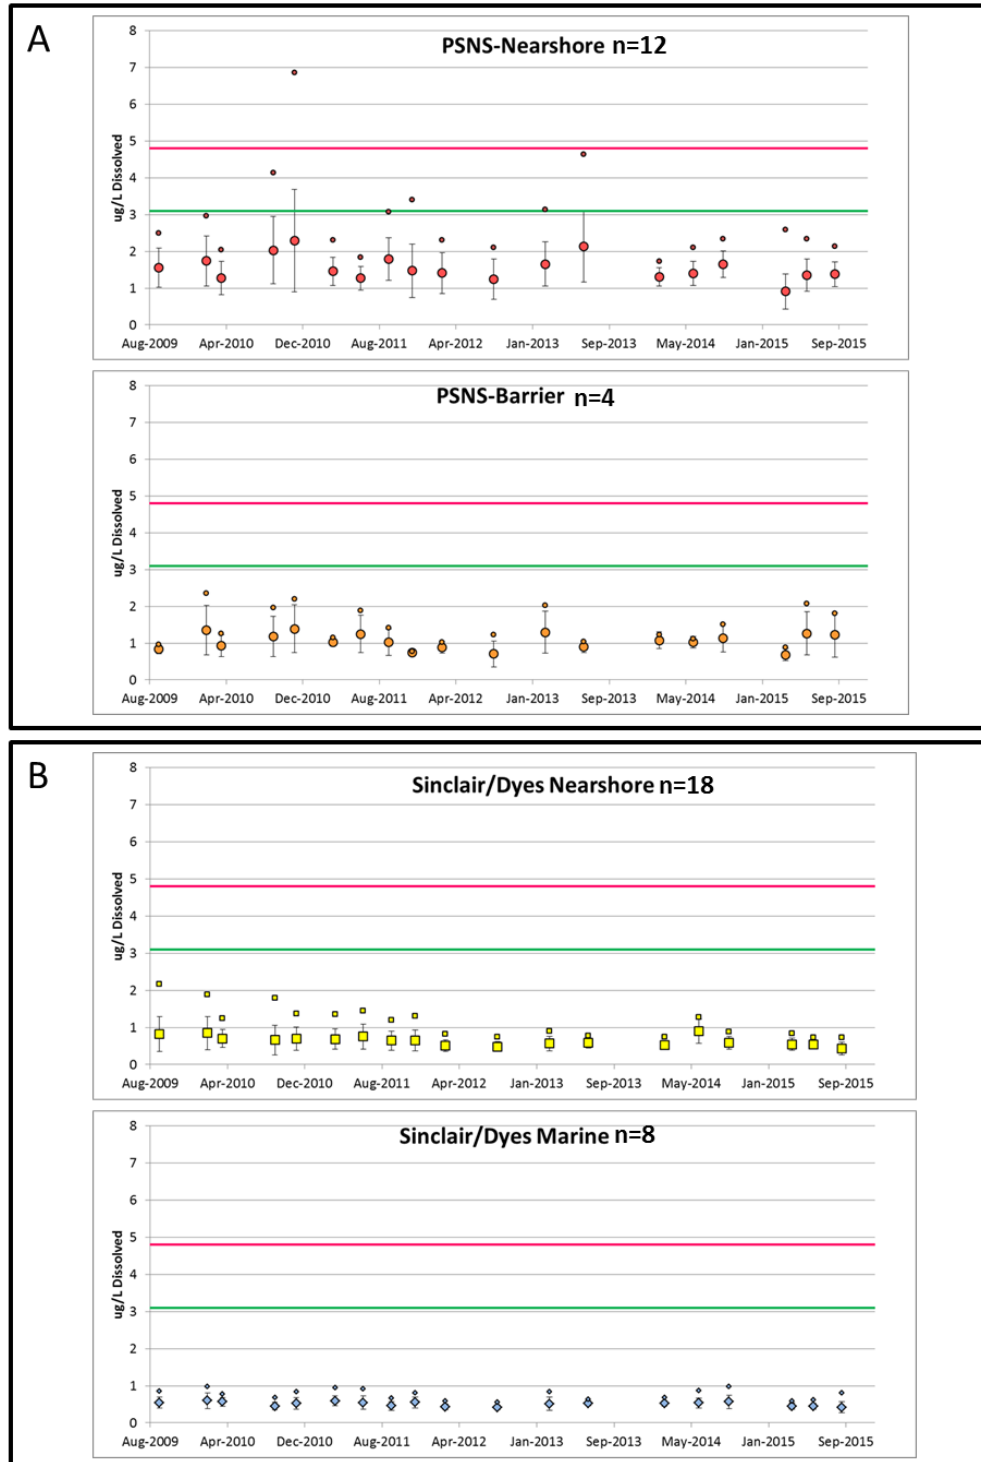 A
PSNS-Nearshore n=12
ug/L Dissolved
8
7
6
5
4
3
2
1
0
Aug-2009 Apr-2010 Dec-2010 Aug-2011 Apr-2012 Jan-2013 Sep-2013 May-2014 Jan-2015 Sep-2015
PSNS-Barrier n=4
ug/L Dissolved
8
7
6
5
4
3
2
1
0
Aug-2009 Apr-2010 Dec-2010 Aug-2011 Apr-2012 Jan-2013 Sep-2013 May-2014 Jan-2015 Sep-2015
B
Sinclair/Dyes Nearshore n=18
ug/L Dissolved
8
7
6
5
4
3
2
1
0
Aug-2009 Apr-2010 Dec-2010 Aug-2011 Apr-2012 Jan-2013 Sep-2013 May-2014 Jan-2015 Sep-2015
Sinclair/Dyes Marine n=8
ug/L Dissolved
8
7
6
5
4
3
2
1
0
Aug-2009 Apr-2010 Dec-2010 Aug-2011 Apr-2012 Jan-2013 Sep-2013 May-2014 Jan-2015 Sep-2015